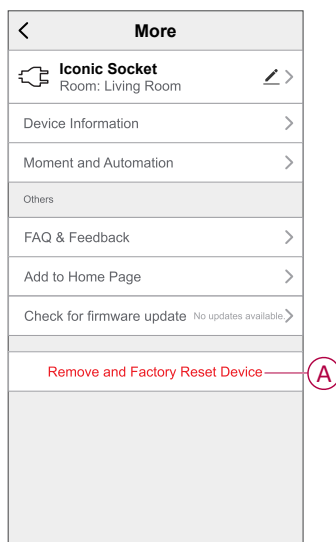 More
Iconic Socket
Room: Living Room
Device Information
Moment and Automation
Others
FAQ & Feedback
Add to Home Page
Check for firmware update No updates available.
Remove and Factory Reset Device
A